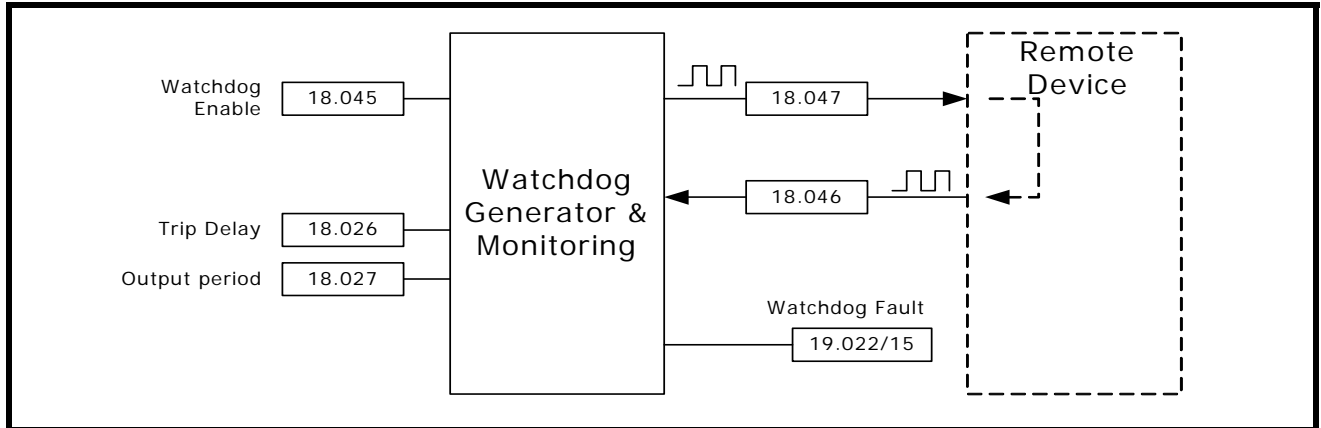 Watchdog
Enable
18.045
Trip Delay
18.026
Output period
18.027
Watchdog
Generator &
Monitoring
18.047
18.046
Watchdog Fault
19.022/15
Remote
Device